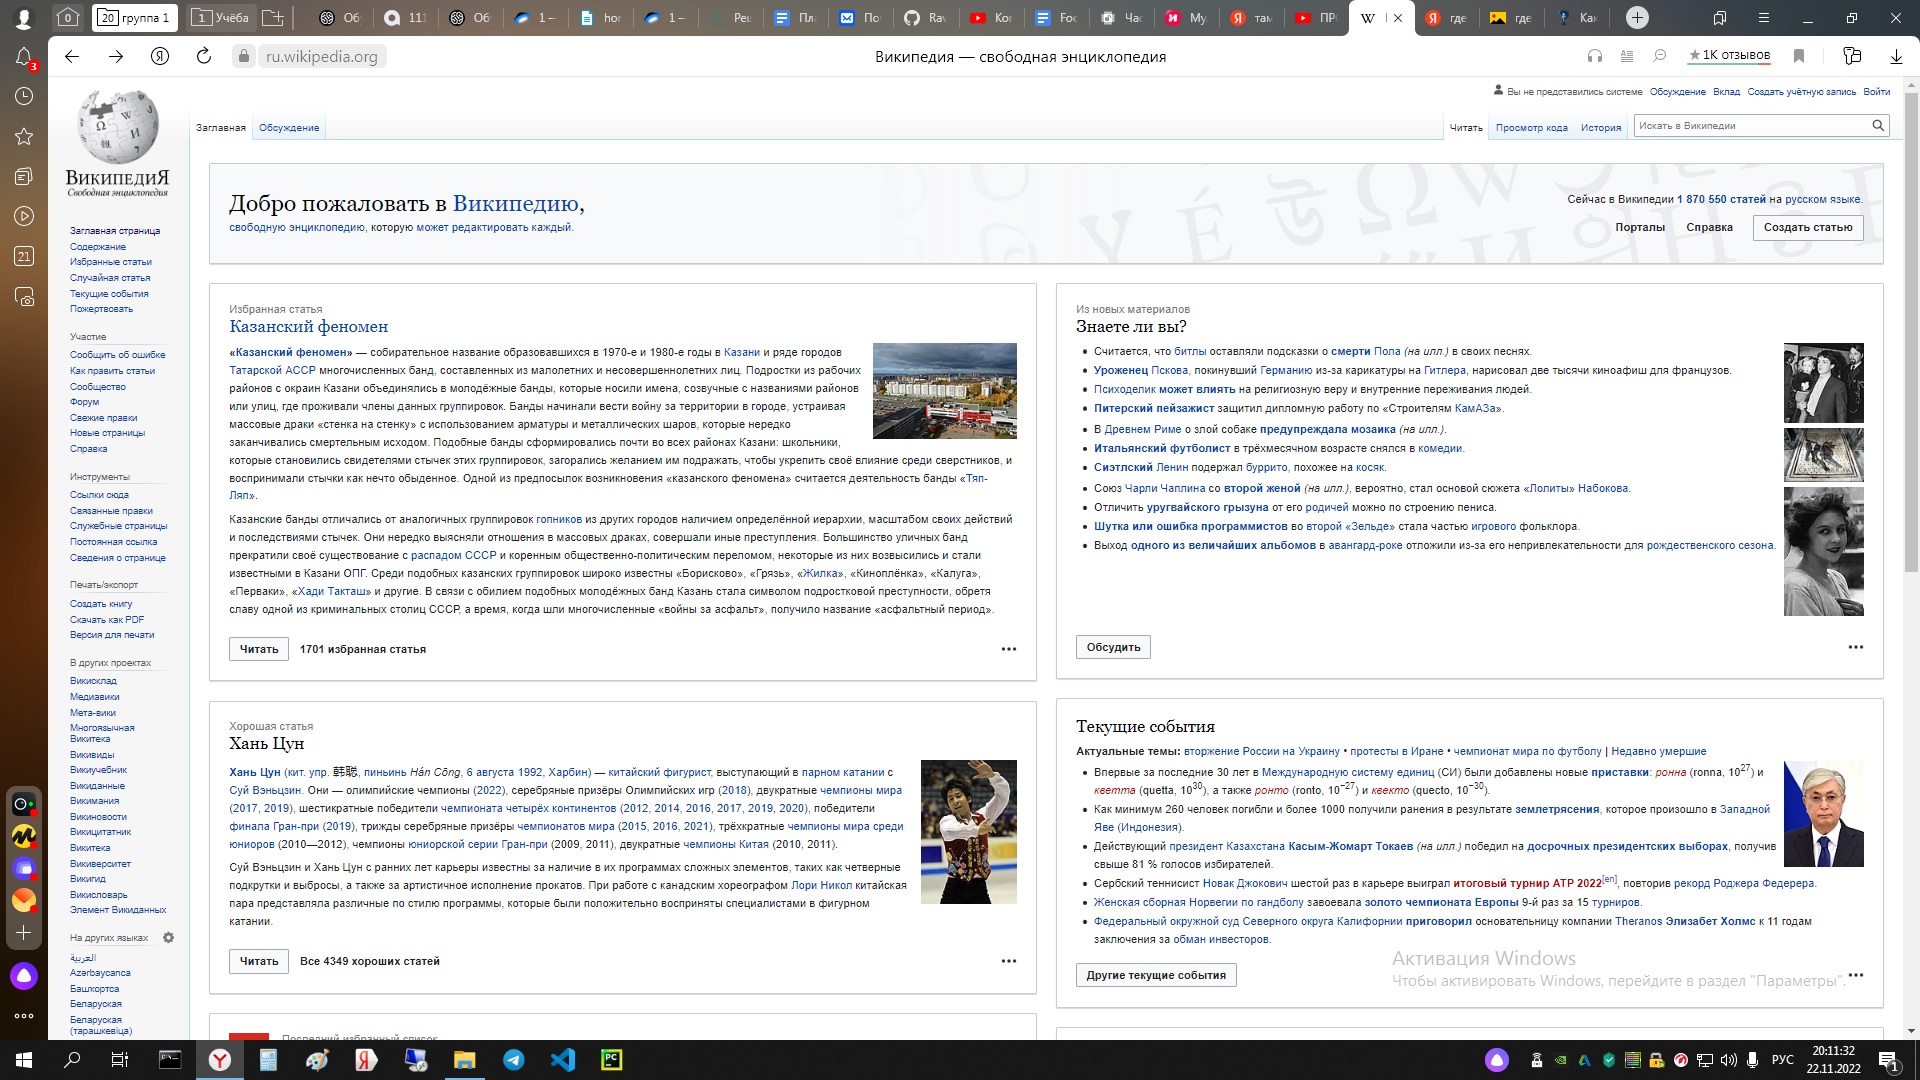 20 группа 1
1 Учёба
Об
111
Об
1 –
hor
1 –
Реш
Пла
По
Rav
Ког
Foc
Час
Му
там
ПР
W
где
где
Как
3
ru.wikipedia.org
Википедия — свободная энциклопедия
1K отзывов
21
ВикипедиЯ
Свободная энциклопедия
Вы не представились системе Обсуждение Вклад Создать учётную запись Войти
Заглавная Обсуждение
Читать Просмотр кода История
Искать в Википедии
Заглавная страница
Содержание
Избранные статьи
Случайная статья
Текущие события
Пожертвовать
Участие
Сообщить об ошибке
Как править статьи
Сообщество
Форум
Свежие правки
Новые страницы
Справка
Инструменты
Ссылки сюда
Связанные правки
Служебные страницы
Постоянная ссылка
Сведения о странице
Печать/экспорт
Создать книгу
Скачать как PDF
Версия для печати
В других проектах
Викисклад
Медиавики
Мета-вики
Многоязычная
Викитека
Викивиды
Викиучебник
Викиданные
Викимания
Викиновости
Викицитатник
Викитека
Викиверситет
Викигид
Викисловарь
Элемент Викиданных
На других языках
العربية
Azərbaycanca
Башҡортса
Беларуская
Беларуская
(тарашкевіца)
Добро пожаловать в Википедию,
свободную энциклопедию, которую может редактировать каждый.
Сейчас в Википедии 1 870 550 статей на русском языке.
Порталы Справка Создать статью
Избранная статья
Казанский феномен
«Казанский феномен» — собирательное название образовавшихся в 1970-е и 1980-е годы в Казани и ряде городов
Татарской АССР многочисленных банд, составленных из малолетних и несовершеннолетних лиц. Подростки из рабочих
районов с окраин Казани объединялись в молодёжные банды, которые носили имена, созвучные с названиями районов
или улиц, где проживали члены данных группировок. Банды начинали вести войну за территории в городе, устраивая
массовые драки «стенка на стенку» с использованием арматуры и металлических шаров, которые нередко
заканчивались смертельным исходом. Подобные банды сформировались почти во всех районах Казани: школьники,
которые становились свидетелями стычек этих группировок, загорались желанием им подражать, чтобы укрепить своё влияние среди сверстников, и
воспринимали стычки как нечто обыденное. Одной из предпосылок возникновения «казанского феномена» считается деятельность банды «Тяп-
Ляп».
Казанские банды отличались от аналогичных группировок гопников из других городов наличием определённой иерархии, масштабом своих действий
и последствиями стычек. Они нередко выясняли отношения в массовых драках, совершали иные преступления. Большинство уличных банд
прекратили своё существование с распадом СССР и коренным общественно-политическим переломом, некоторые из них возвысились и стали
известными в Казани ОПГ. Среди подобных казанских группировок широко известны «Борисково», «Грязь», «Жилка», «Киноплёнка», «Калуга»,
«Перваки», «Хади Такташ» и другие. В связи с обилием подобных молодёжных банд Казань стала символом подростковой преступности, обретя
славу одной из криминальных столиц СССР, а время, когда шли многочисленные «войны за асфальт», получило название «асфальтный период».
Читать 1701 избранная статья
Из новых материалов
Знаете ли вы?
Считается, что битлы оставляли подсказки о смерти Пола (на илл.) в своих песнях.
Уроженец Пскова, покинувший Германию из-за карикатуры на Гитлера, нарисовал две тысячи киноафиш для французов.
Психоделик может влиять на религиозную веру и внутренние переживания людей.
Питерский пейзажист защитил дипломную работу по «Строителям КамАЗа».
В Древнем Риме о злой собаке предупреждала мозаика (на илл.).
Итальянский футболист в трёхмесячном возрасте снялся в комедии.
Сиэтлский Ленин подержал буррито, похожее на косяк.
Союз Чарли Чаплина со второй женой (на илл.), вероятно, стал основой сюжета «Лолиты» Набокова.
Отличить уругвайского грызуна от его родичей можно по строению пениса.
Шутка или ошибка программистов во второй «Зельде» стала частью игрового фольклора.
Выход одного из величайших альбомов в авангард-роке отложили из-за его непривлекательности для рождественского сезона.
Обсудить
Хорошая статья
Хань Цун
Хань Цун (кит. упр. 韩聪, пиньинь Hán Cōng, 6 августа 1992, Харбин) — китайский фигурист, выступающий в парном катании с
Суй Вэньцзин. Они — олимпийские чемпионы (2022), серебряные призёры Олимпийских игр (2018), двукратные чемпионы мира
(2017, 2019), шестикратные победители чемпионата четырёх континентов (2012, 2014, 2016, 2017, 2019, 2020), победители
финала Гран-при (2019), трижды серебряные призёры чемпионатов мира (2015, 2016, 2021), трёхкратные чемпионы мира среди
юниоров (2010—2012), чемпионы юниорской серии Гран-при (2009, 2011), двукратные чемпионы Китая (2010, 2011).
Суй Вэньцзин и Хань Цун с ранних лет карьеры известны за наличие в их программах сложных элементов, таких как четверные
подкрутки и выбросы, а также за артистичное исполнение прокатов. При работе с канадским хореографом Лори Никол китайская
пара представляла различные по стилю программы, которые были положительно восприняты специалистами в фигурном
катании.
Читать Все 4349 хороших статей
Текущие события
Актуальные темы: вторжение России на Украину • протесты в Иране • чемпионат мира по футболу | Недавно умершие
Впервые за последние 30 лет в Международную систему единиц (СИ) были добавлены новые приставки: ронна (ronna, 10²⁷) и
кветта (quetta, 10³⁰), а также ронто (ronto, 10⁻²⁷) и квекто (quecto, 10⁻³⁰).
Как минимум 260 человек погибли и более 1000 получили ранения в результате землетрясения, которое произошло в Западной
Яве (Индонезия).
Действующий президент Казахстана Касым-Жомарт Токаев (на илл.) победил на досрочных президентских выборах, получив
свыше 81 % голосов избирателей.
Сербский теннисист Новак Джокович шестой раз в карьере выиграл итоговый турнир ATP 2022[en], повторив рекорд Роджера Федерера.
Женская сборная Норвегии по гандболу завоевала золото чемпионата Европы 9-й раз за 15 турниров.
Федеральный окружной суд Северного округа Калифорнии приговорил основательницу компании Theranos Элизабет Холмс к 11 годам
заключения за обман инвесторов.
Другие текущие события
Активация Windows
Чтобы активировать Windows, перейдите в раздел "Параметры".
Последний избранный список
РУС
20:11:32
22.11.2022
1